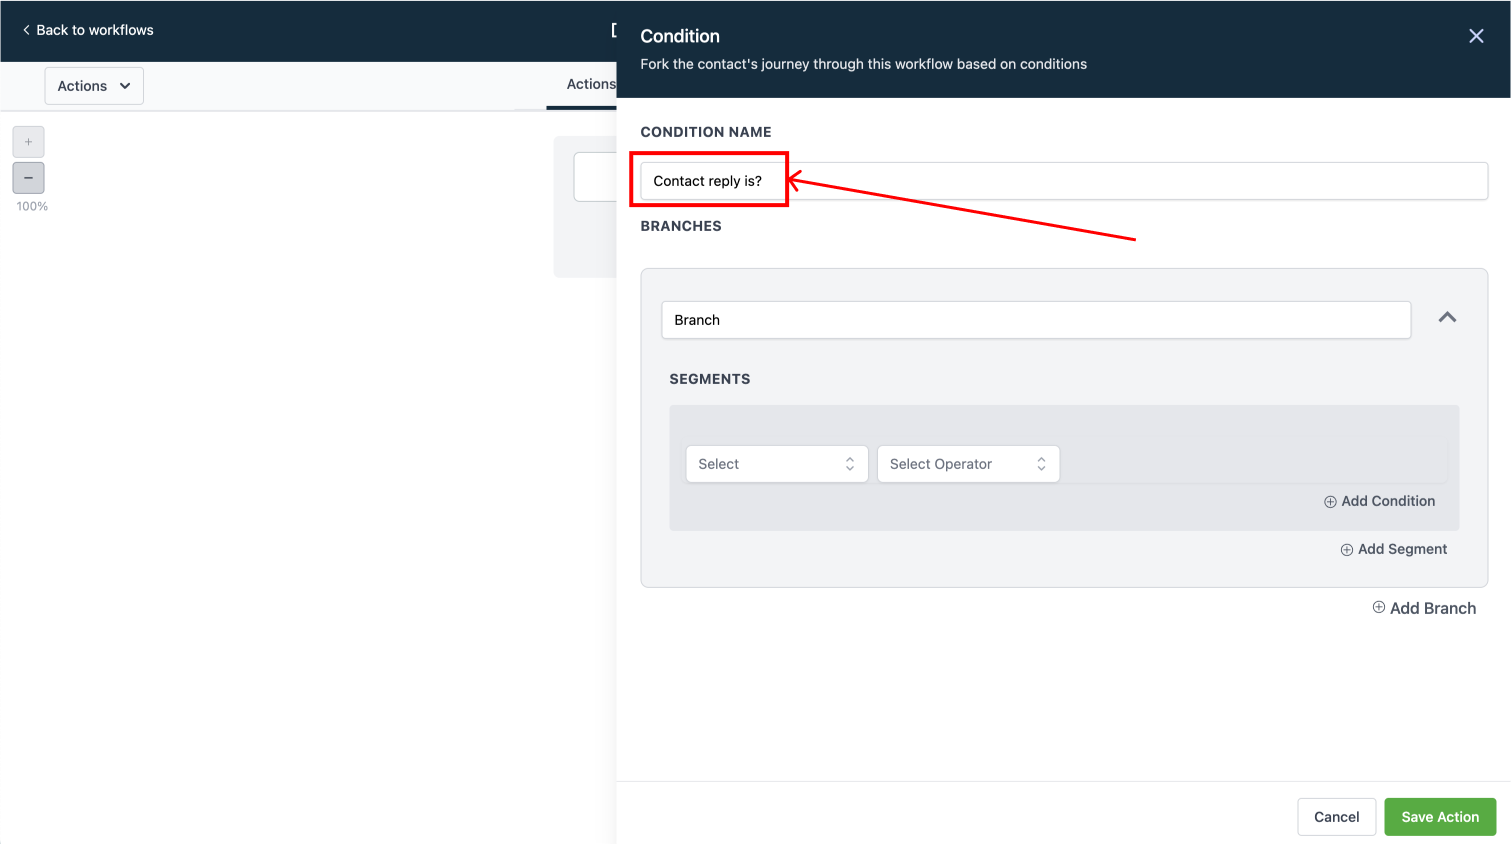 Back to workflows
Condition
Fork the contact's journey through this workflow based on conditions
Actions
Actions
CONDITION NAME
+
Contact reply is?
−
100%
BRANCHES
Branch
SEGMENTS
Select
Select Operator
Add Condition
Add Segment
Add Branch
Cancel
Save Action